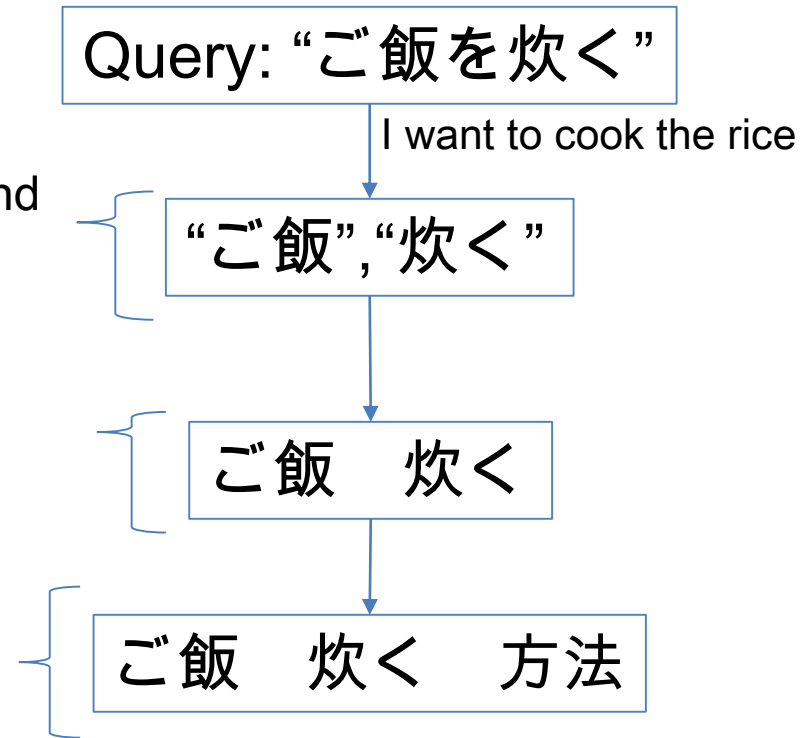 Query: “ご飯を炊く”
I want to cook the rice
nd
“ご飯”,“炊く”
ご飯　炊く
ご飯　炊く　方法